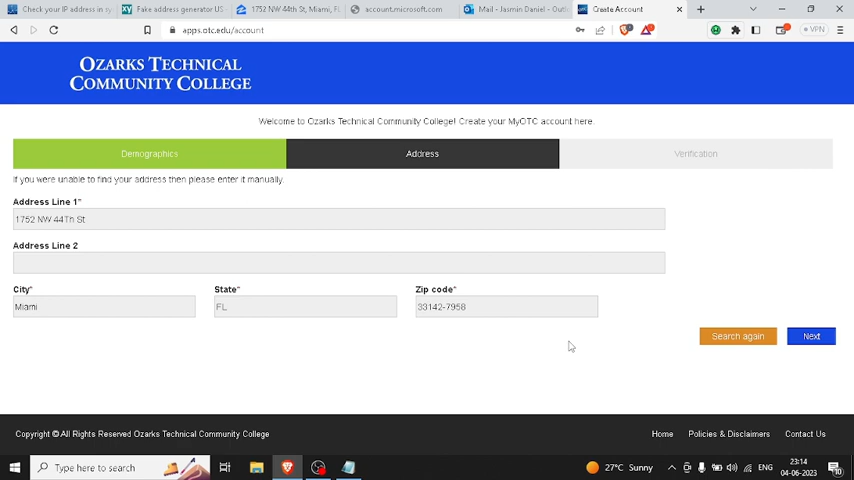 Check your IP address in sy
Fake address generator US
1752 NW 44th St, Miami, FL
account.microsoft.com
Mail - Jasmin Daniel - Outlo
Create Account
apps.otc.edu/account
VPN
OZARKS TECHNICAL
COMMUNITY COLLEGE
Welcome to Ozarks Technical Community College! Create your MyOTC account here.
Demographics
Address
Verification
If you were unable to find your address then please enter it manually.
Address Line 1*
1752 NW 44Th St
Address Line 2
City*
State*
Zip code*
Miami
FL
33142-7958
Search again
Next
Copyright © All Rights Reserved Ozarks Technical Community College
Home
Policies & Disclaimers
Contact Us
Type here to search
27°C Sunny
ENG
23:14
04-06-2023
10